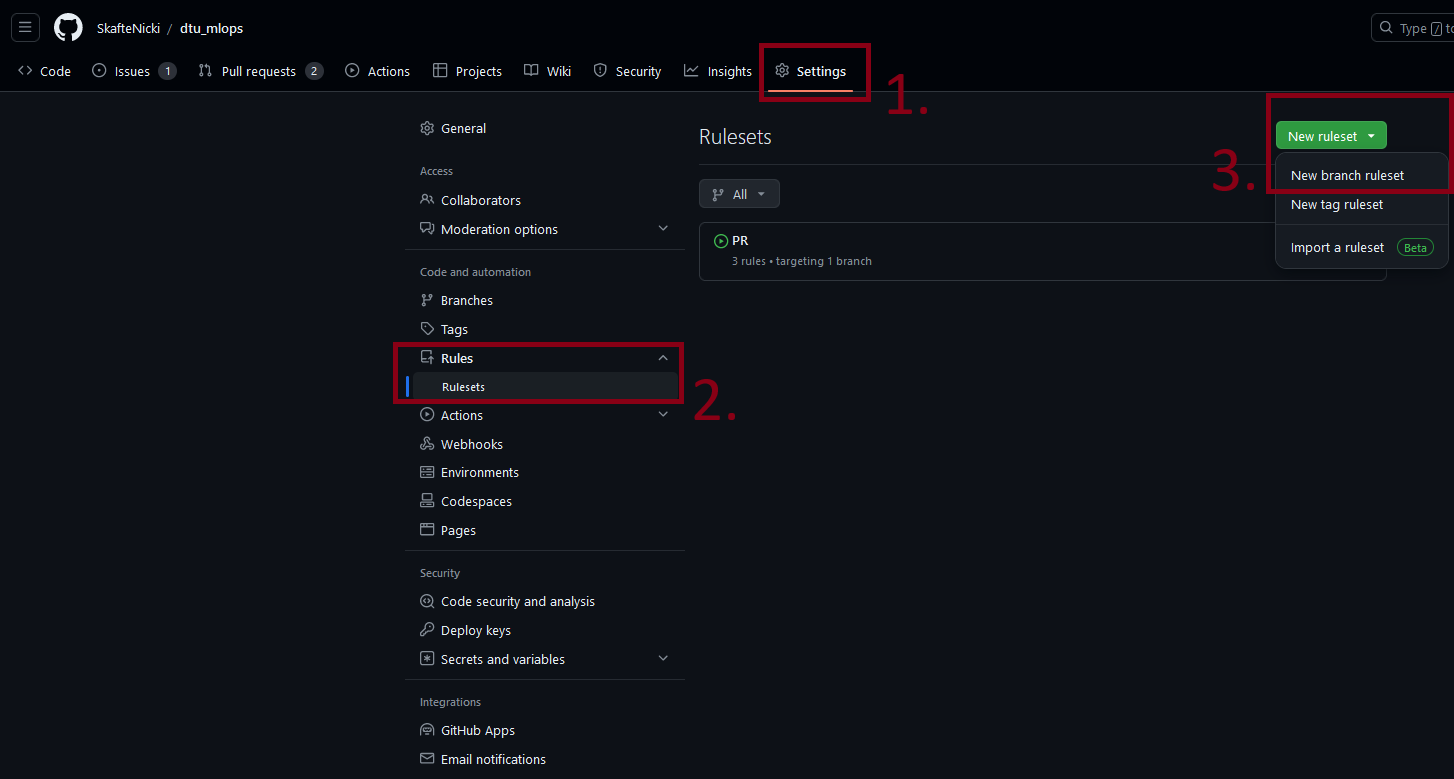 SkafteNicki / dtu_mlops
Type / to
Code Issues 1 Pull requests 2 Actions Projects Wiki Security Insights Settings
1.
General
Access
Collaborators
Moderation options
Code and automation
Branches
Tags
Rules
Rulesets
2.
Actions
Webhooks
Environments
Codespaces
Pages
Security
Code security and analysis
Deploy keys
Secrets and variables
Integrations
GitHub Apps
Email notifications
Rulesets
All
PR
3 rules • targeting 1 branch
3.
New ruleset
New branch ruleset
New tag ruleset
Import a ruleset Beta